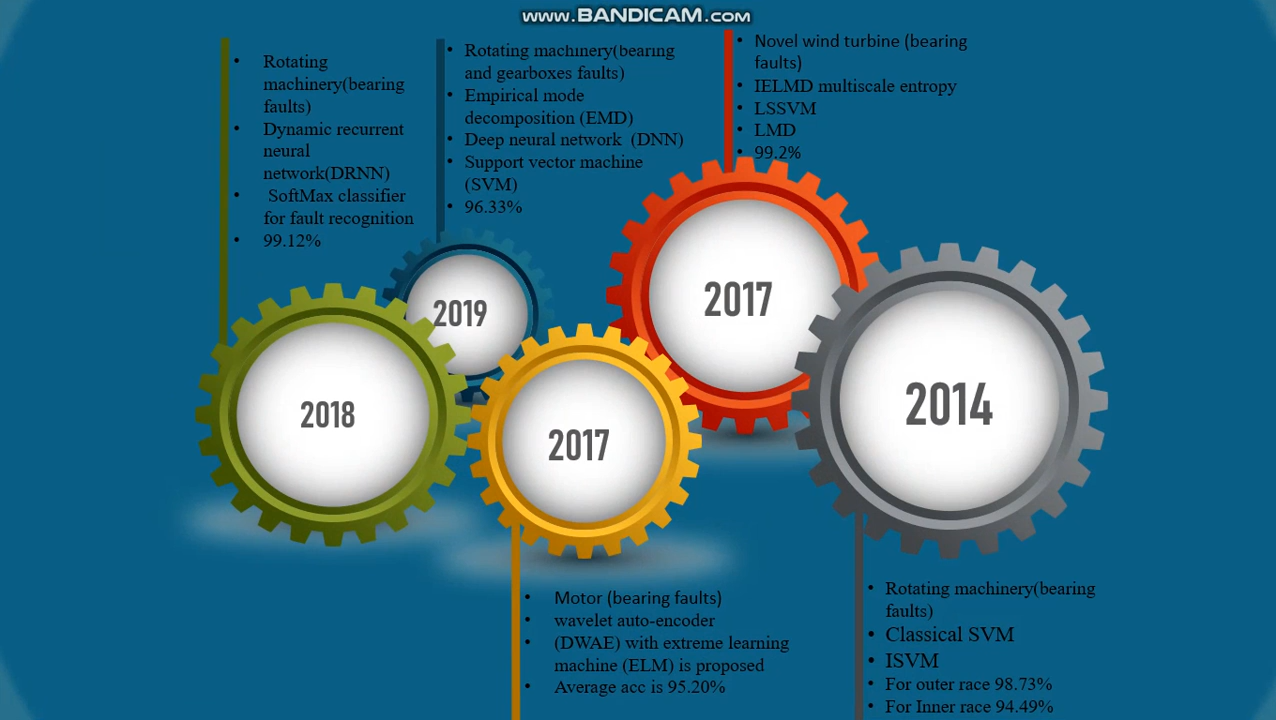 www.BANDICAM.com
• Rotating
machinery(bearing
faults)
• Dynamic recurrent
neural
network(DRNN)
• SoftMax classifier
for fault recognition
• 99.12%
• Rotating machinery(bearing
and gearboxes faults)
• Empirical mode
decomposition (EMD)
• Deep neural network (DNN)
• Support vector machine
(SVM)
• 96.33%
• Novel wind turbine (bearing
faults)
• IELMD multiscale entropy
• LSSVM
• LMD
• 99.2%
2018
2019
2017
2017
2014
• Motor (bearing faults)
• wavelet auto-encoder
• (DWAE) with extreme learning
machine (ELM) is proposed
• Average acc is 95.20%
• Rotating machinery(bearing
faults)
• Classical SVM
• ISVM
• For outer race 98.73%
• For Inner race 94.49%